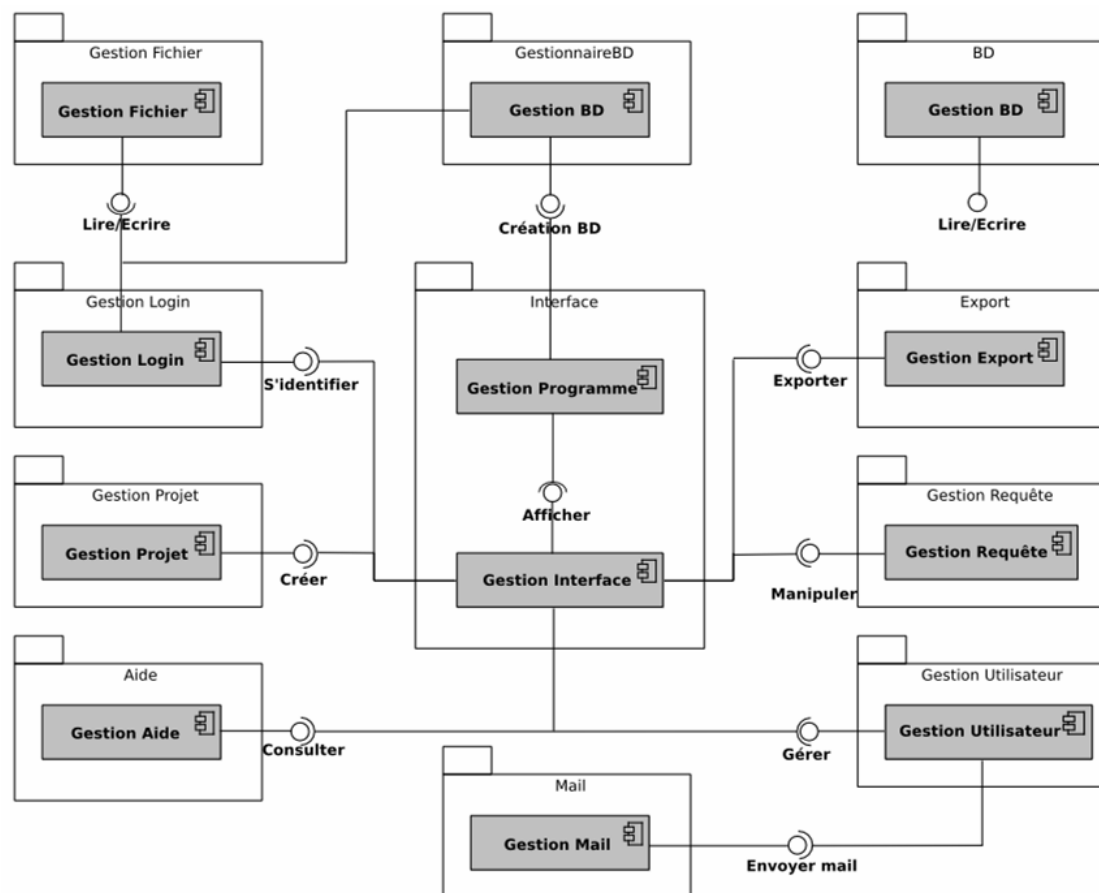 Gestion Fichier
GestionnaireBD
BD
Gestion Fichier
Gestion BD
Gestion BD
Lire/Ecrire
Création BD
Lire/Ecrire
Gestion Login
Interface
Export
Gestion Login
Gestion Programme
Gestion Export
S'identifier
Exporter
Gestion Projet
Gestion Requête
Afficher
Gestion Projet
Gestion Interface
Gestion Requête
Créer
Manipuler
Aide
Gestion Utilisateur
Gestion Aide
Gestion Utilisateur
Consulter
Gérer
Mail
Gestion Mail
Envoyer mail